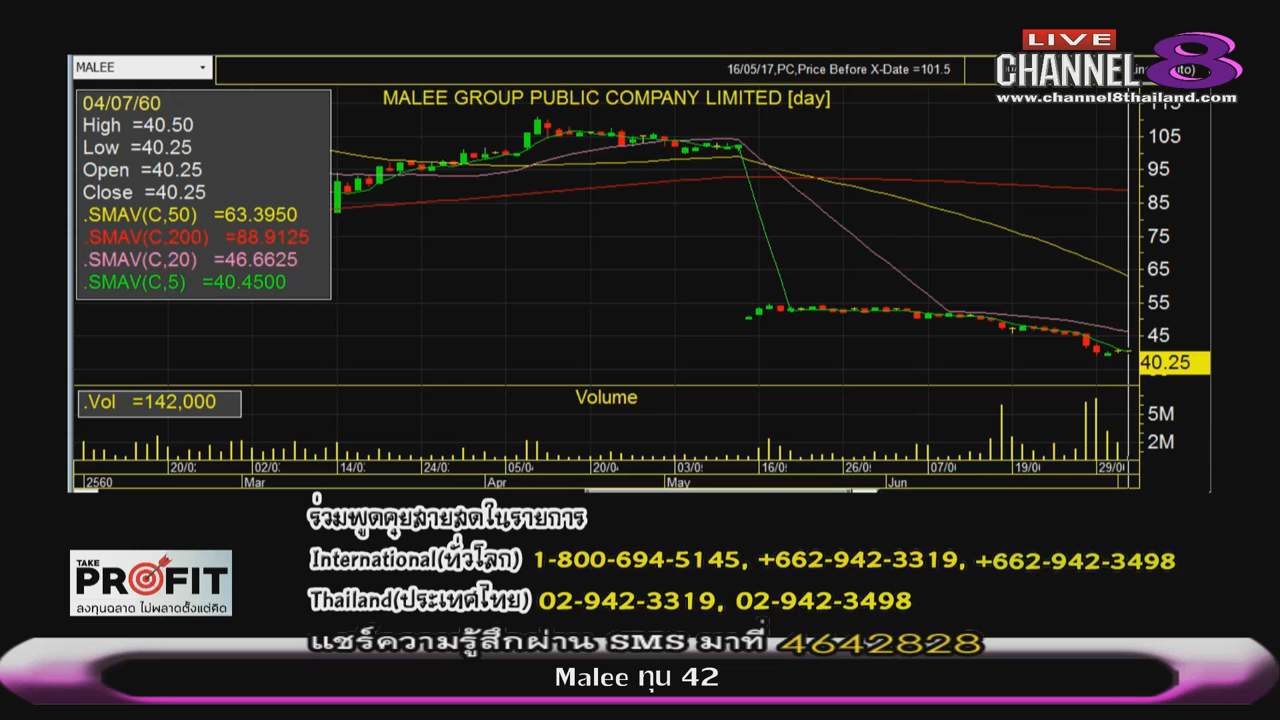 LIVE
CHANNEL 8
www.channel8thailand.com
MALEE
16/05/17,PC,Price Before X-Date =101.5
MALEE GROUP PUBLIC COMPANY LIMITED [day]
04/07/60
High =40.50
Low =40.25
Open =40.25
Close =40.25
.SMAV(C,50) =63.3950
.SMAV(C,200) =88.9125
.SMAV(C,20) =46.6625
.SMAV(C,5) =40.4500
115
105
95
85
75
65
55
45
40.25
.Vol =142,000
Volume
5M
2M
20/0 02/0 14/0 24/0 05/0 20/0 03/0 16/0 26/0 07/0 19/0 29/0
2560 Mar Apr May Jun
ร่วมพูดคุยสายสดในรายการ
International(ทั่วโลก) 1-800-694-5145, +662-942-3319, +662-942-3498
Thailand(ประเทศไทย) 02-942-3319, 02-942-3498
แชร์ความรู้สึกผ่าน SMS มาที่ 4642828
TAKE
PROFIT
ลงทุนฉลาด ไม่พลาดตั้งแต่คิด
Malee ทุน 42